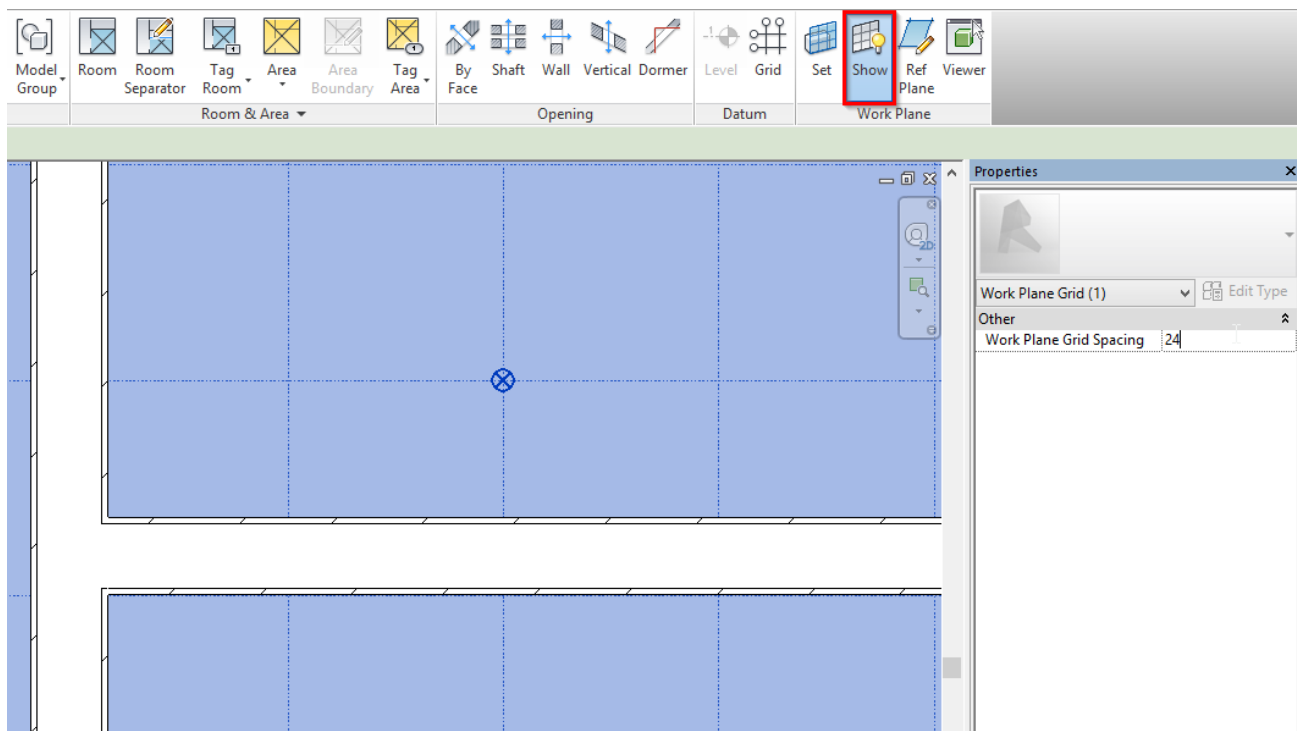 Model Room Room Tag Area Area Tag By Shaft Wall Vertical Dormer Level Grid Set Show Ref Viewer
Group Separator Room Boundary Area Face Plane
Room & Area Opening Datum Work Plane
Properties
2D
Work Plane Grid (1) Edit Type
Other
Work Plane Grid Spacing 24